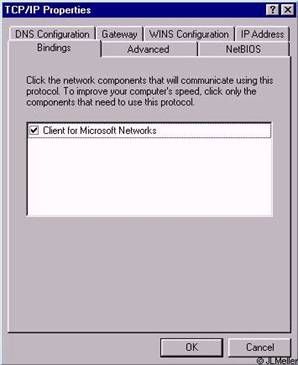 TCP/IP Properties
DNS Configuration Gateway WINS Configuration IP Address
Bindings Advanced NetBIOS
Click the network components that will communicate using this
protocol. To improve your computer's speed, click only the
components that need to use this protocol.
Client for Microsoft Networks
OK Cancel
© JLMeller